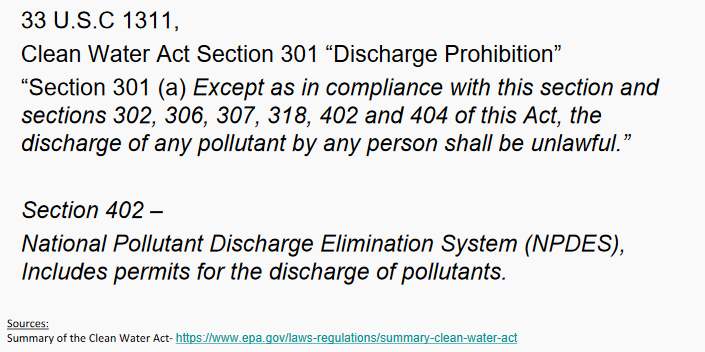 33 U.S.C 1311,
Clean Water Act Section 301 “Discharge Prohibition”
“Section 301 (a) Except as in compliance with this section and
sections 302, 306, 307, 318, 402 and 404 of this Act, the
discharge of any pollutant by any person shall be unlawful.”
Section 402 –
National Pollutant Discharge Elimination System (NPDES),
Includes permits for the discharge of pollutants.
Sources:
Summary of the Clean Water Act- https://www.epa.gov/laws-regulations/summary-clean-water-act